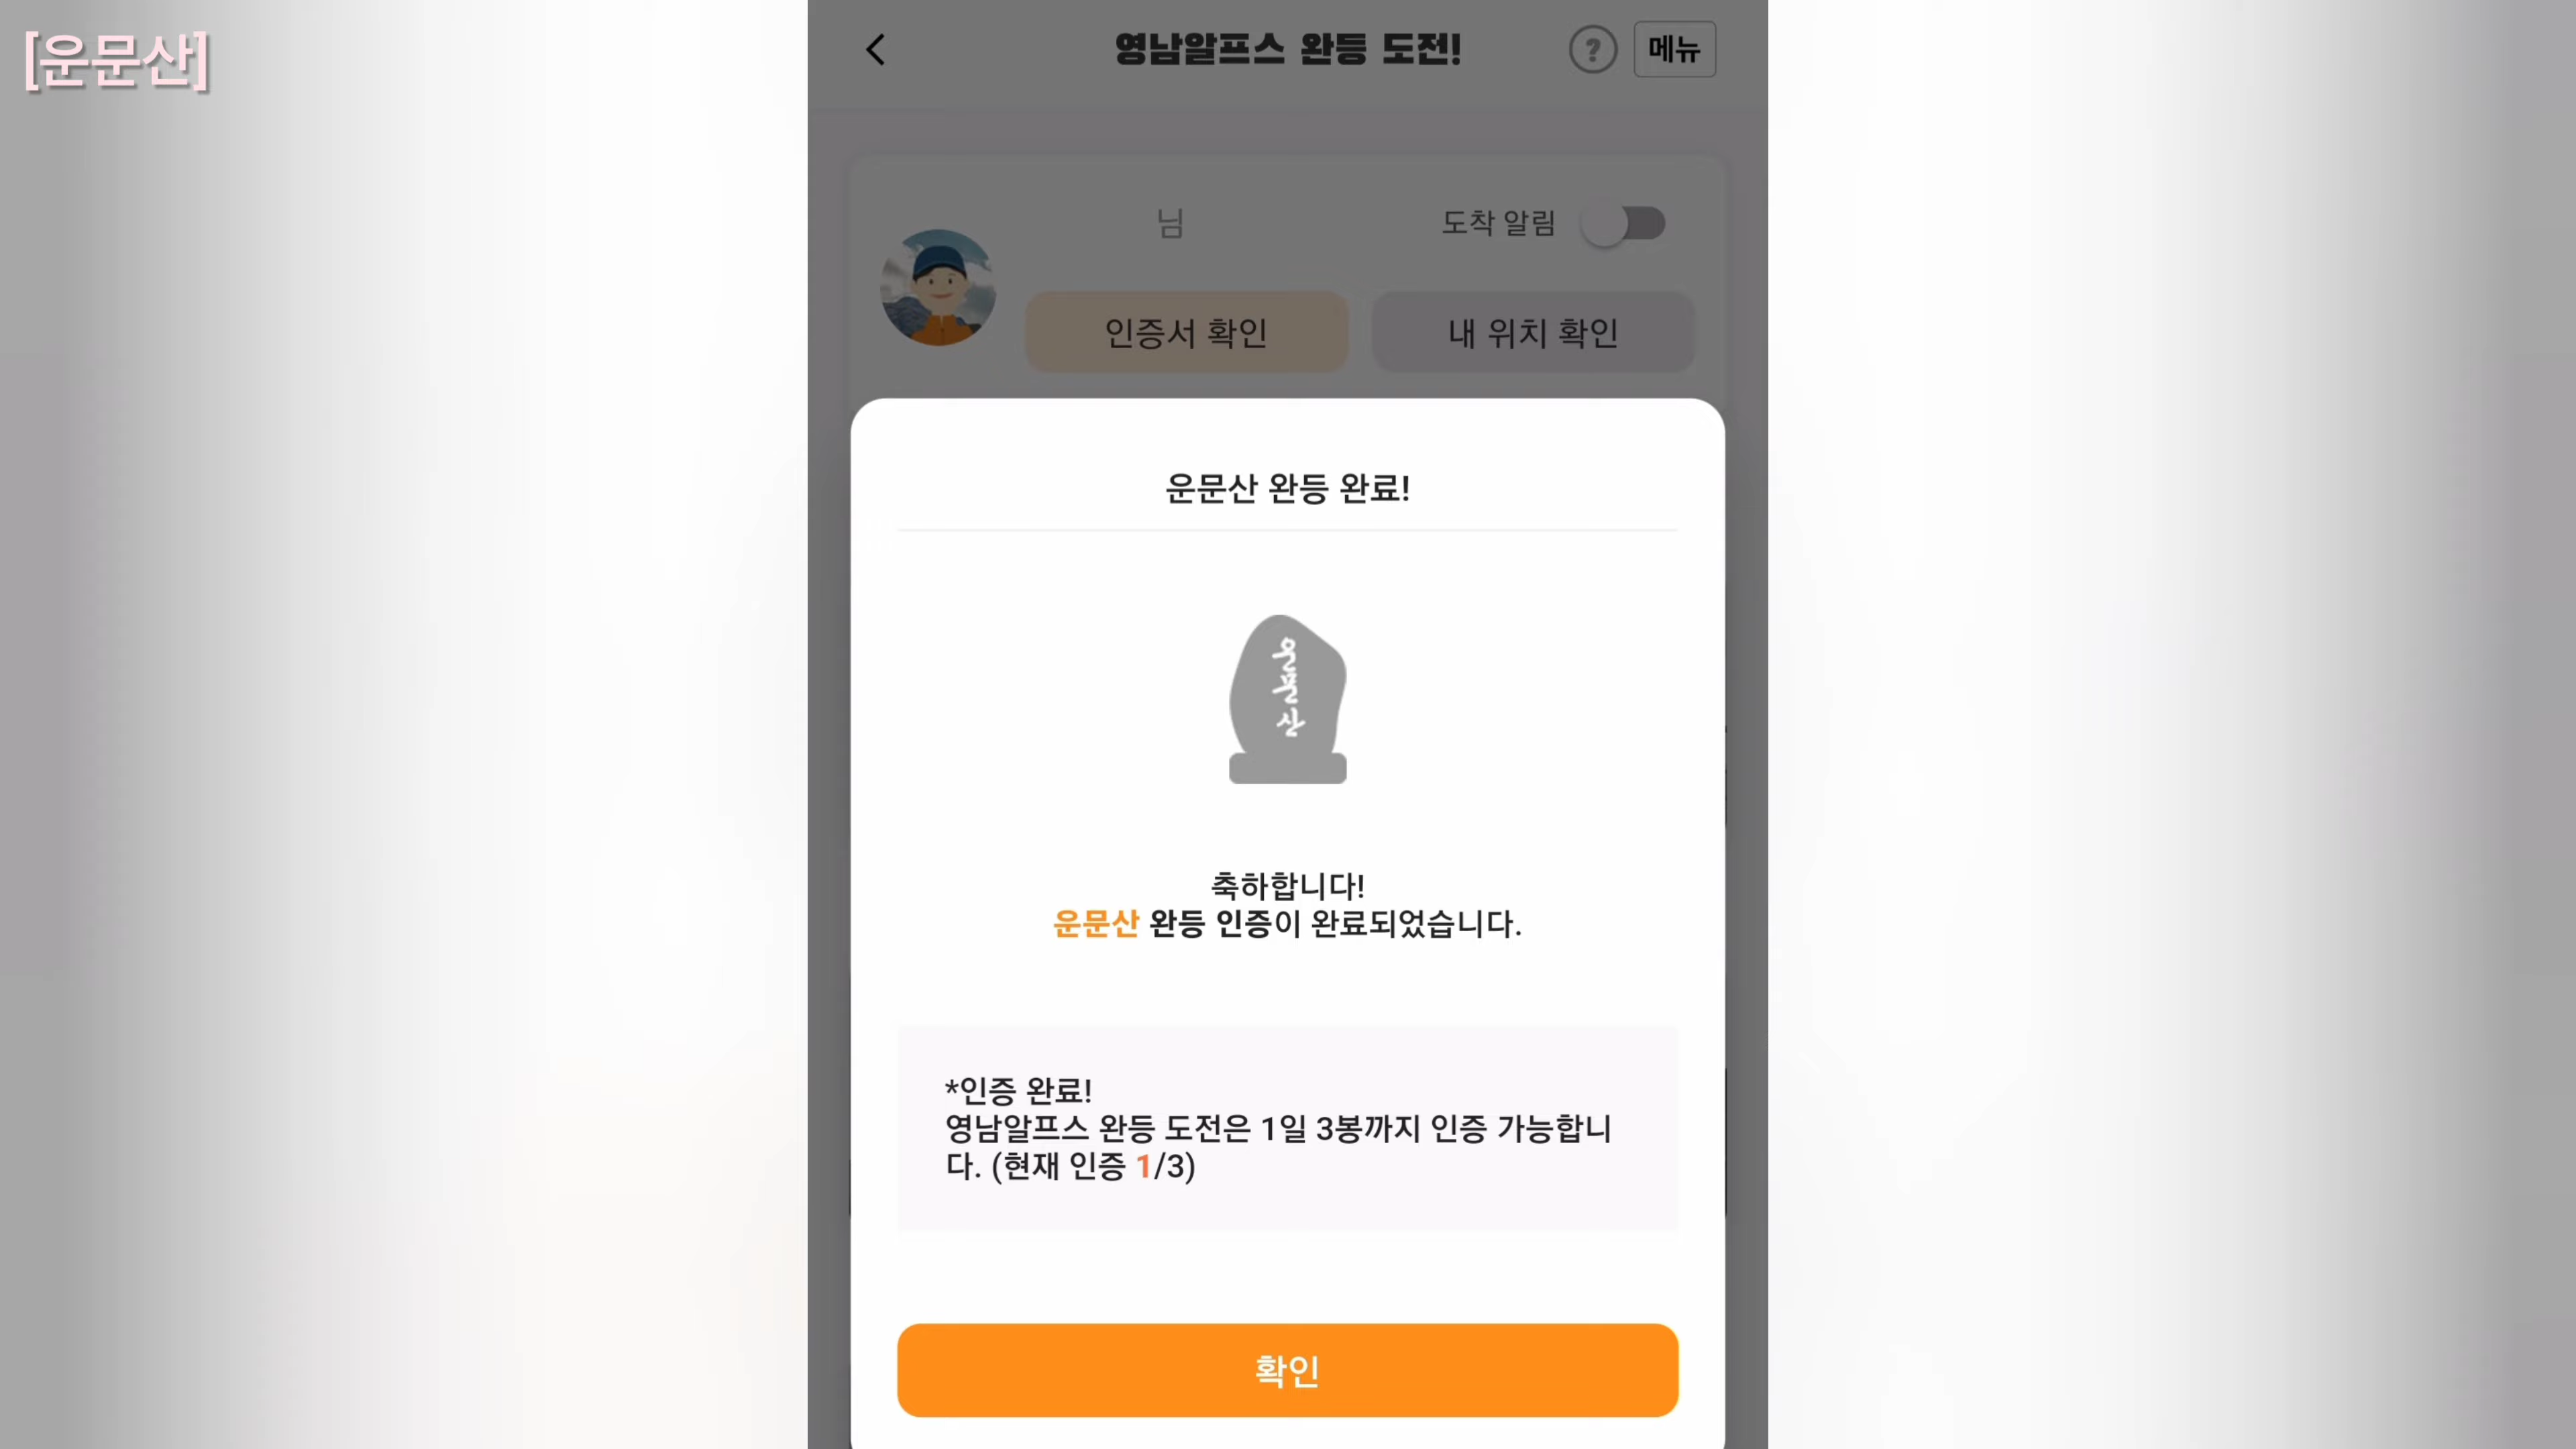 [운문산]
영남알프스 완등 도전!
?
메뉴
님
도착 알림
인증서 확인
내 위치 확인
운문산 완등 완료!
운문산
축하합니다!
운문산 완등 인증이 완료되었습니다.
*인증 완료!
영남알프스 완등 도전은 1일 3봉까지 인증 가능합니
다. (현재 인증 1/3)
확인